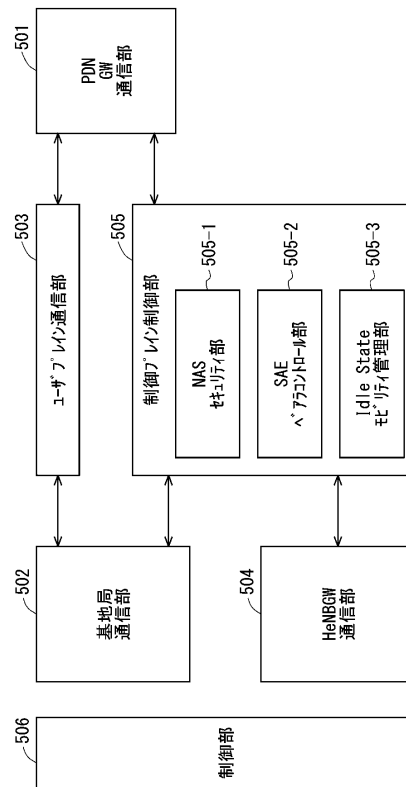 501
PDN
GW
通信部
503
ユーザプレイン通信部
505
制御プレイン制御部
505-1
NAS
セキュリティ部
505-2
SAE
ベアラコントロール部
505-3
Idle State
モビリティ管理部
502
基地局
通信部
504
HeNBGW
通信部
506
制御部